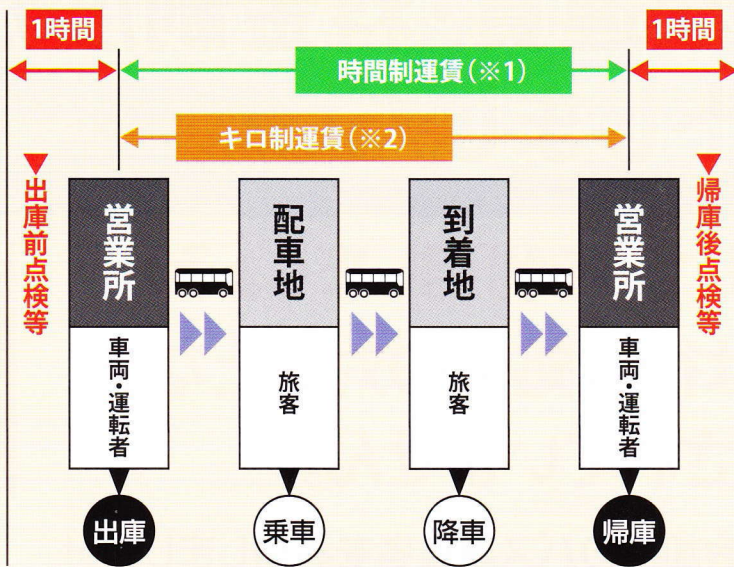 1時間
1時間
時間制運賃(※1)
キロ制運賃(※2)
出庫前点検等
営業所
配車地
到着地
営業所
帰庫後点検等
車両・運転者
旅客
旅客
車両・運転者
出庫
乗車
降車
帰庫